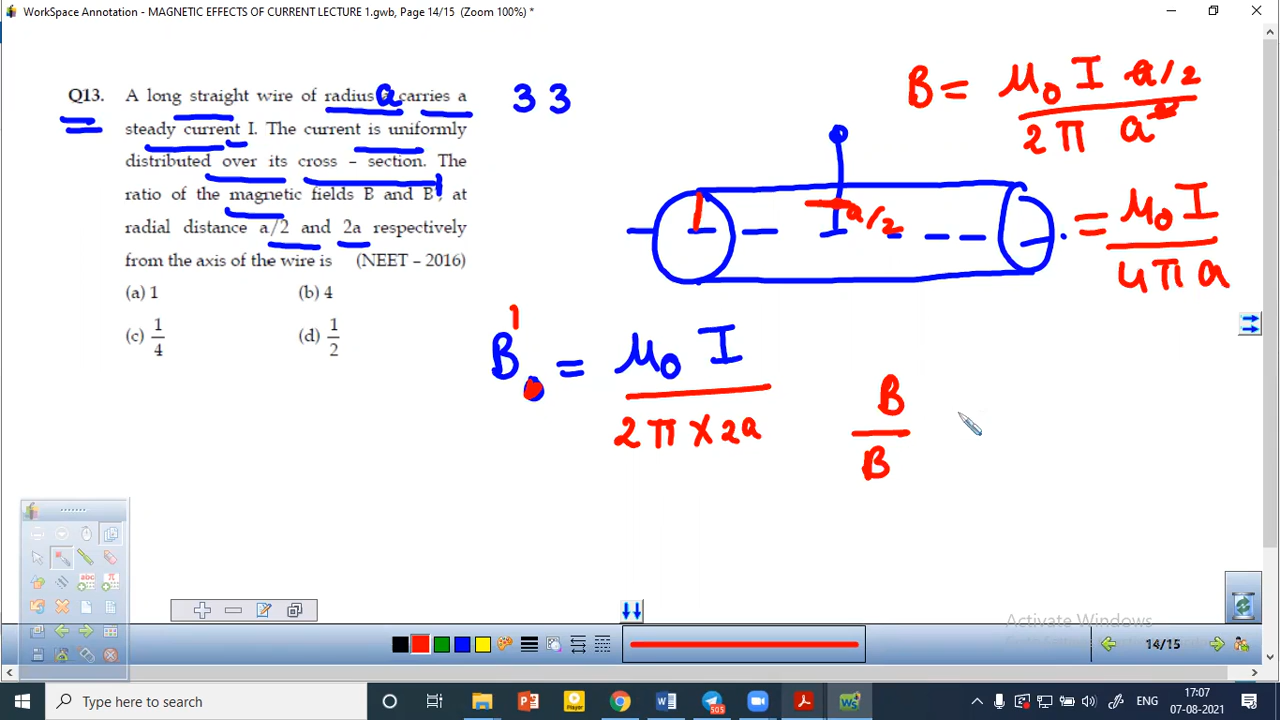 WorkSpace Annotation - MAGNETIC EFFECTS OF CURRENT LECTURE 1.gwb, Page 14/15 (Zoom 100%) *
Q13. A long straight wire of radius a carries a
steady current I. The current is uniformly
distributed over its cross – section. The
ratio of the magnetic fields B and B', at
radial distance a/2 and 2a respectively
from the axis of the wire is (NEET – 2016)
(a) 1 (b) 4
(c) 1/4 (d) 1/2
33
B = μ0 I a/2
2π a²
a/2
= μ0 I
4πa
B' = μ0 I
2π × 2a
B
B
Activate Windows
14/15
Type here to search
ENG
17:07
07-08-2021